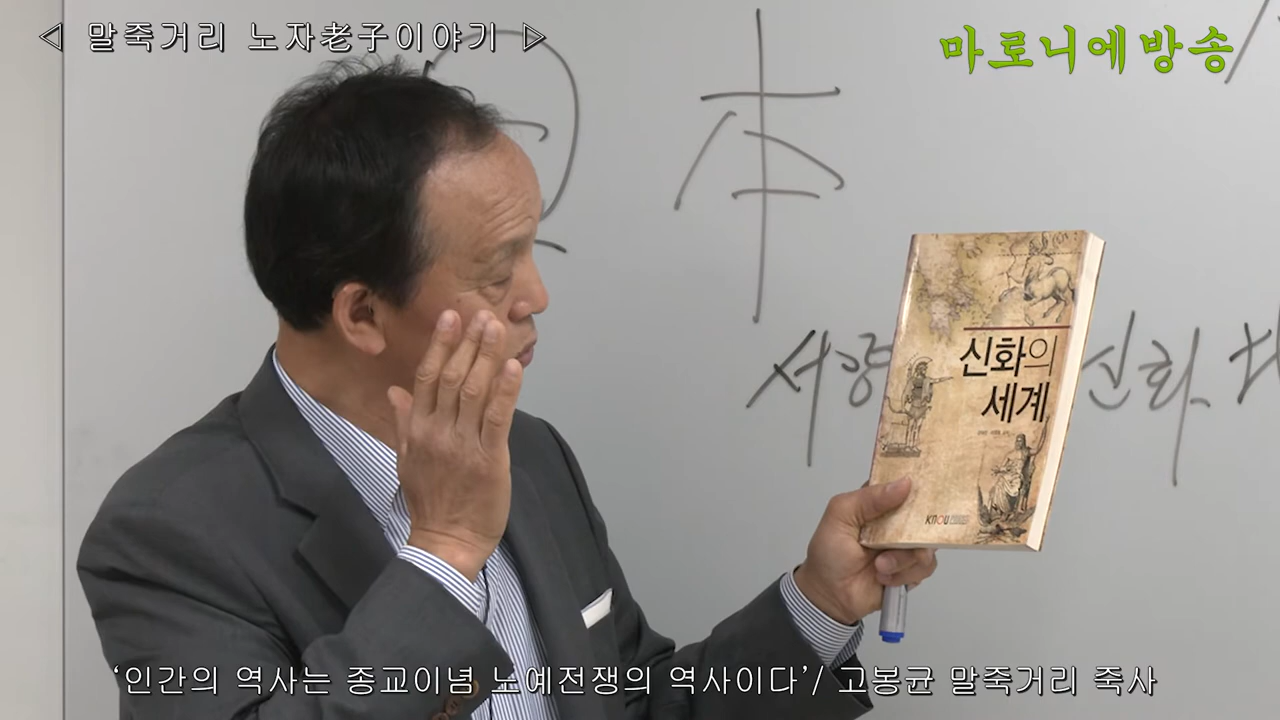 ◁ 말죽거리 노자老子이야기 ▷
마로니에방송
本
서양
신화
신화의
세계
KNOU
‘인간의 역사는 종교이념 노예전쟁의 역사이다’/ 고봉균 말죽거리 죽사